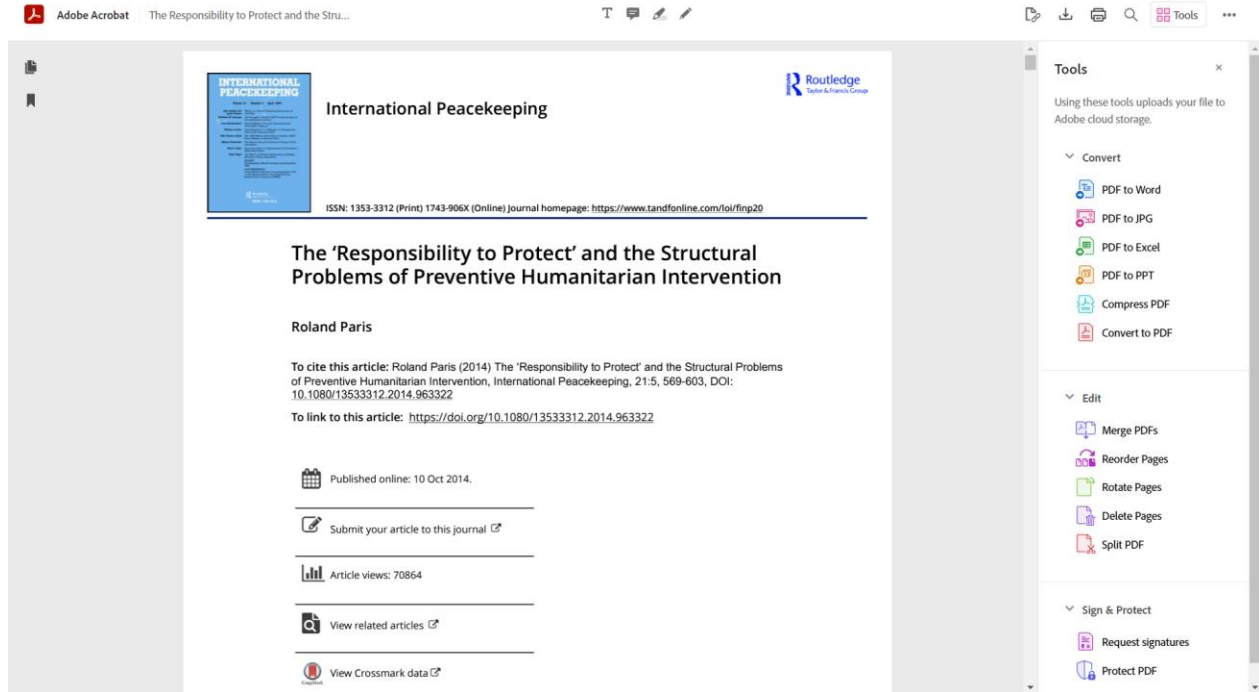 Adobe Acrobat
The Responsibility to Protect and the Stru...
T
Tools
INTERNATIONAL
PEACEKEEPING
International Peacekeeping
Routledge
Taylor & Francis Group
ISSN: 1353-3312 (Print) 1743-906X (Online) Journal homepage: https://www.tandfonline.com/loi/finp20
The ‘Responsibility to Protect’ and the Structural
Problems of Preventive Humanitarian Intervention
Roland Paris
To cite this article: Roland Paris (2014) The ‘Responsibility to Protect’ and the Structural Problems
of Preventive Humanitarian Intervention, International Peacekeeping, 21:5, 569-603, DOI:
10.1080/13533312.2014.963322
To link to this article: https://doi.org/10.1080/13533312.2014.963322
Published online: 10 Oct 2014.
Submit your article to this journal
Article views: 70864
View related articles
View Crossmark data
Tools
Using these tools uploads your file to
Adobe cloud storage.
Convert
PDF to Word
PDF to JPG
PDF to Excel
PDF to PPT
Compress PDF
Convert to PDF
Edit
Merge PDFs
Reorder Pages
Rotate Pages
Delete Pages
Split PDF
Sign & Protect
Request signatures
Protect PDF